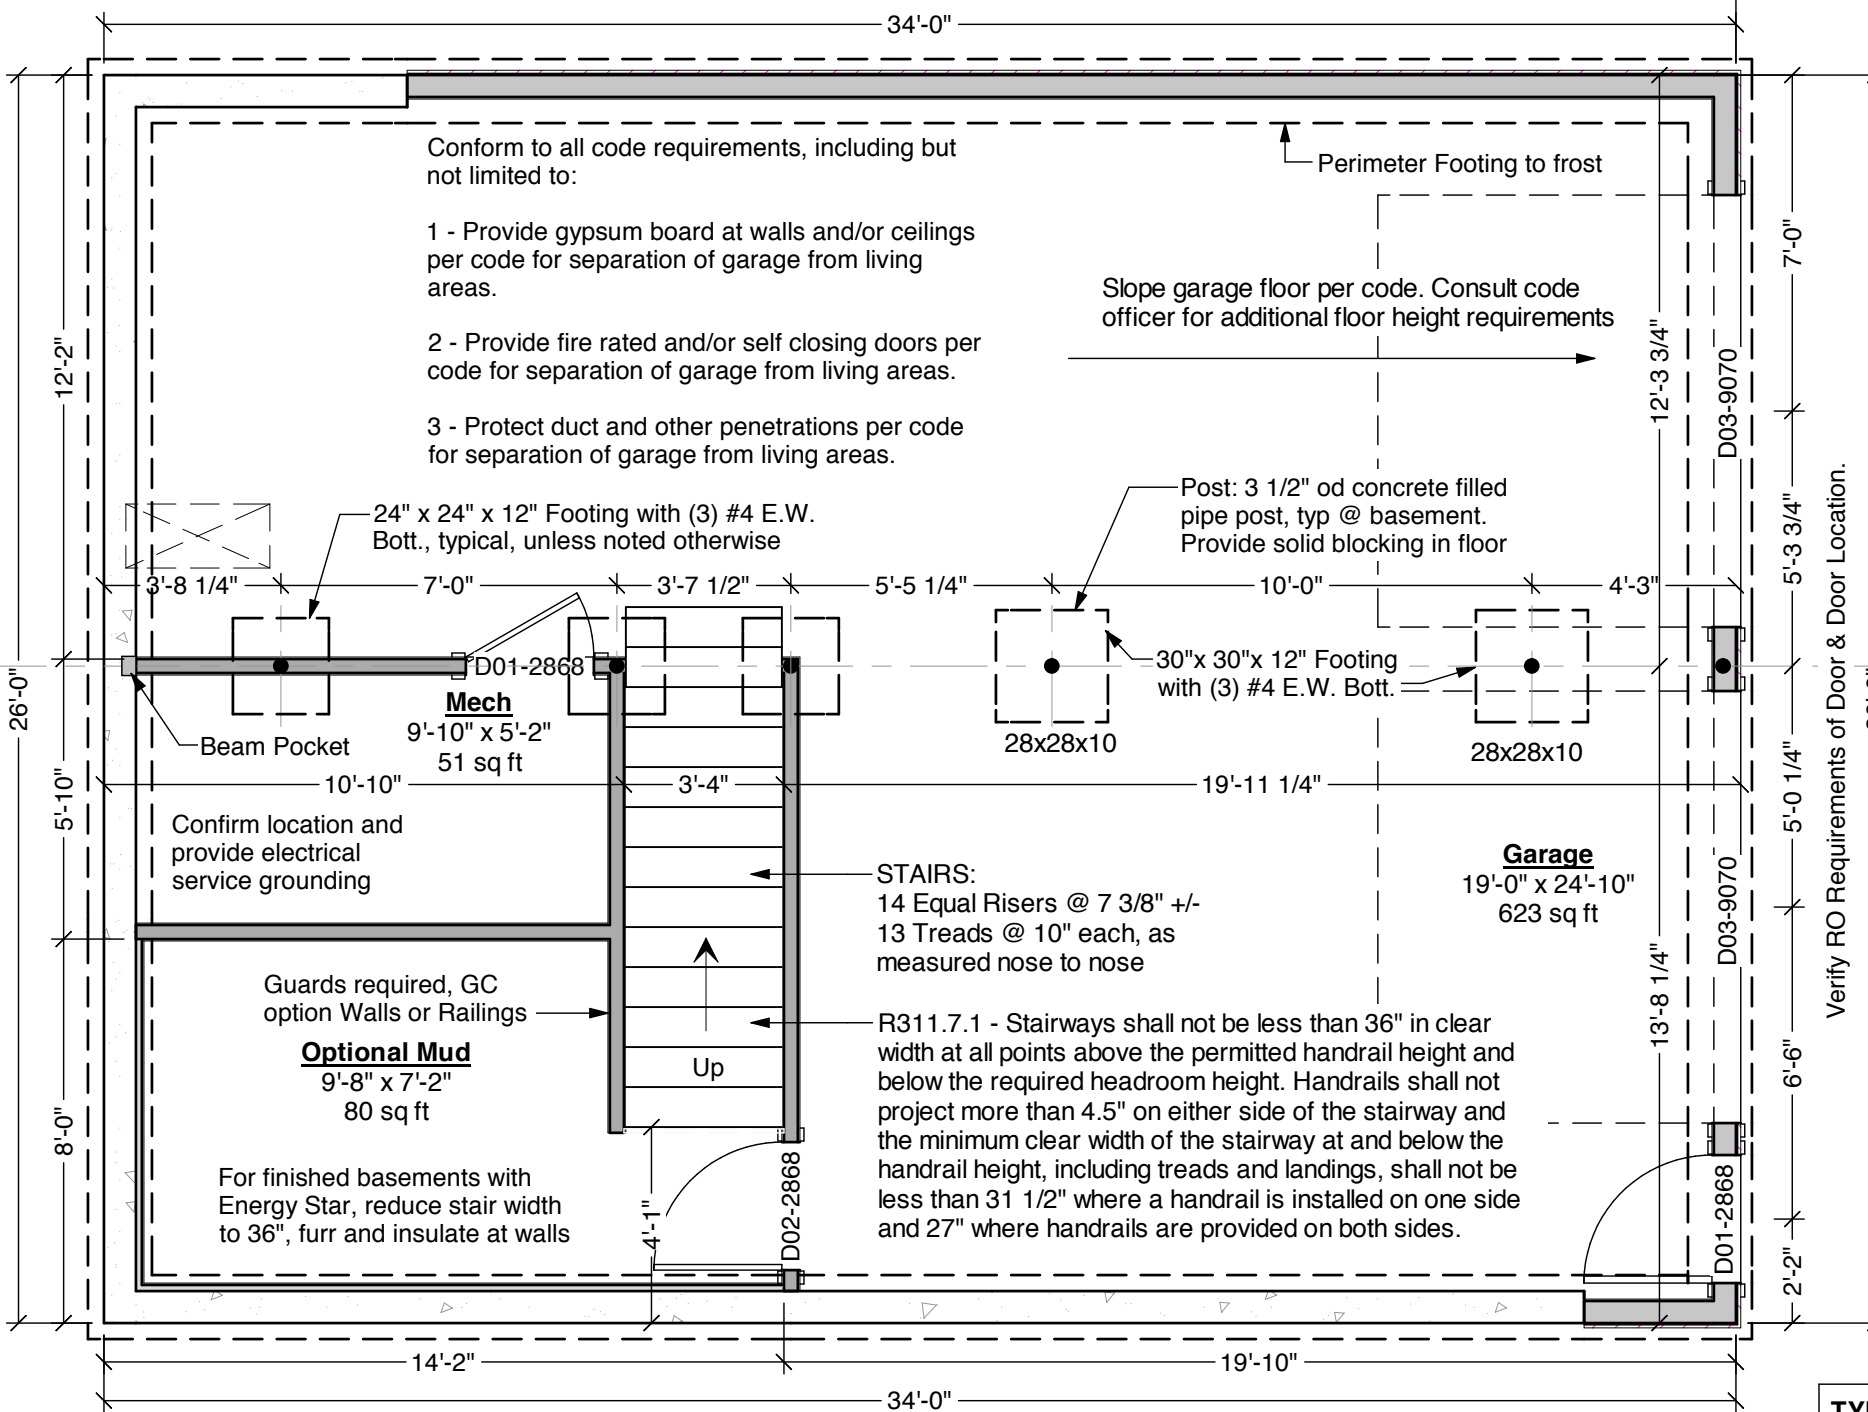 34'-0"
Conform to all code requirements, including but
not limited to:
1 - Provide gypsum board at walls and/or ceilings
per code for separation of garage from living
areas.
2 - Provide fire rated and/or self closing doors per
code for separation of garage from living areas.
3 - Protect duct and other penetrations per code
for separation of garage from living areas.
Perimeter Footing to frost
Slope garage floor per code. Consult code
officer for additional floor height requirements
12'-3 3/4"
D03-9070
7'-0"
12'-2"
26'-0"
24" x 24" x 12" Footing with (3) #4 E.W.
Bott., typical, unless noted otherwise
Post: 3 1/2" od concrete filled
pipe post, typ @ basement.
Provide solid blocking in floor
5'-3 3/4"
Verify RO Requirements of Door & Door Location.
3'-8 1/4"
7'-0"
3'-7 1/2"
5'-5 1/4"
10'-0"
4'-3"
D01-2868
30"x 30"x 12" Footing
with (3) #4 E.W. Bott.
Mech
9'-10" x 5'-2"
51 sq ft
Beam Pocket
28x28x10
28x28x10
10'-10"
3'-4"
19'-11 1/4"
5'-10"
5'-0 1/4"
Confirm location and
provide electrical
service grounding
STAIRS:
14 Equal Risers @ 7 3/8" +/-
13 Treads @ 10" each, as
measured nose to nose
Garage
19'-0" x 24'-10"
623 sq ft
D03-9070
13'-8 1/4"
Guards required, GC
option Walls or Railings
Optional Mud
9'-8" x 7'-2"
80 sq ft
Up
R311.7.1 - Stairways shall not be less than 36" in clear
width at all points above the permitted handrail height and
below the required headroom height. Handrails shall not
project more than 4.5" on either side of the stairway and
the minimum clear width of the stairway at and below the
handrail height, including treads and landings, shall not be
less than 31 1/2" where a handrail is installed on one side
and 27" where handrails are provided on both sides.
6'-6"
8'-0"
For finished basements with
Energy Star, reduce stair width
to 36", furr and insulate at walls
4'-1"
D02-2868
D01-2868
2'-2"
14'-2"
19'-10"
34'-0"